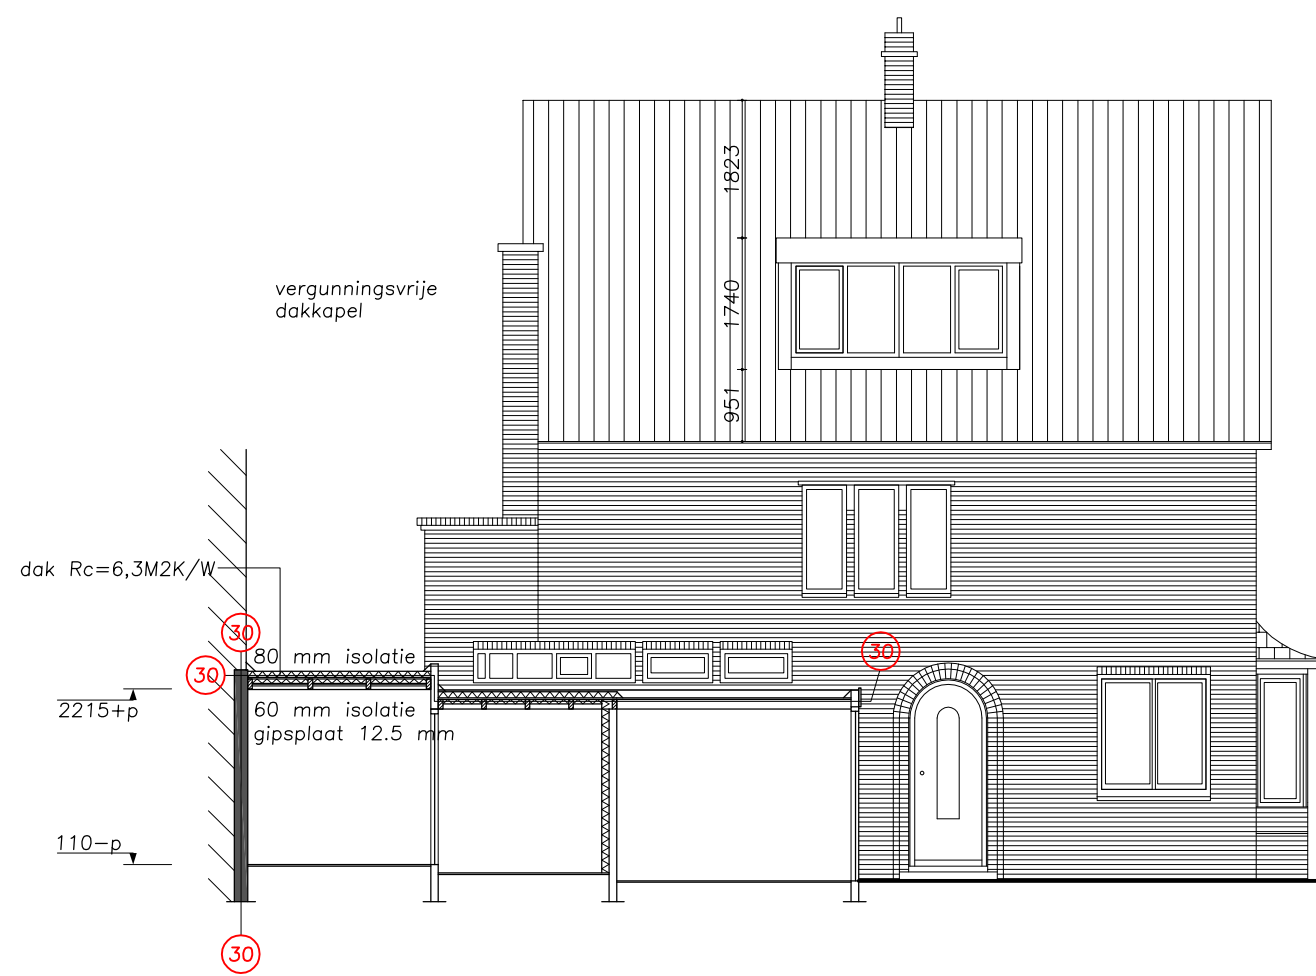 1823
vergunningsvrije
dakkapel
1740
951
dak Rc=6,3M2K/W
30
30
80 mm isolatie
30
2215+p
60 mm isolatie
gipsplaat 12.5 mm
110-p
30